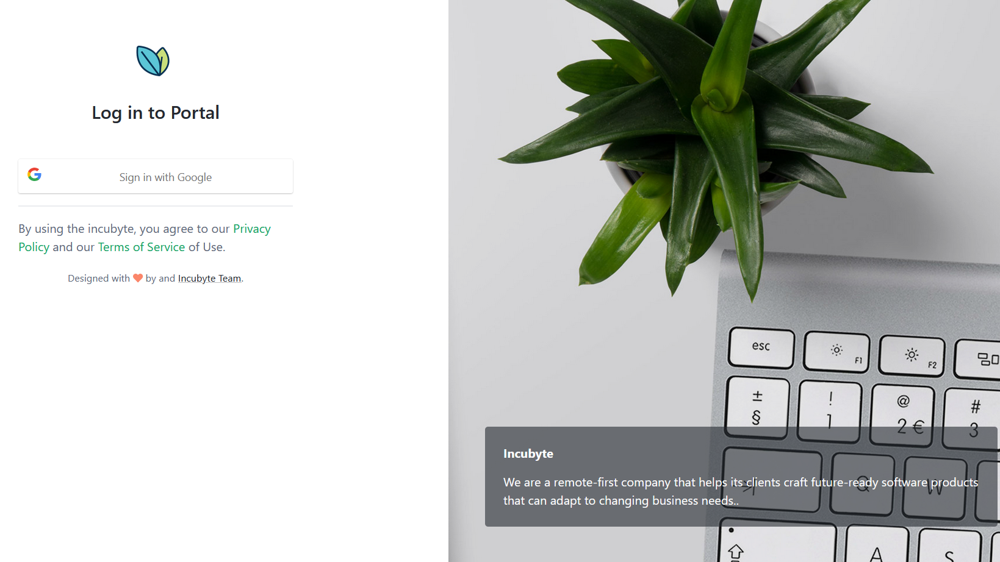 Log in to Portal
Sign in with Google
By using the incubyte, you agree to our Privacy
Policy and our Terms of Service of Use.
Designed with ❤ by and Incubyte Team.
esc
F1
F2
±
§
!
1
@
2 €
#
3
Incubyte
We are a remote-first company that helps its clients craft future-ready software products
that can adapt to changing business needs..
Q
W
A
S